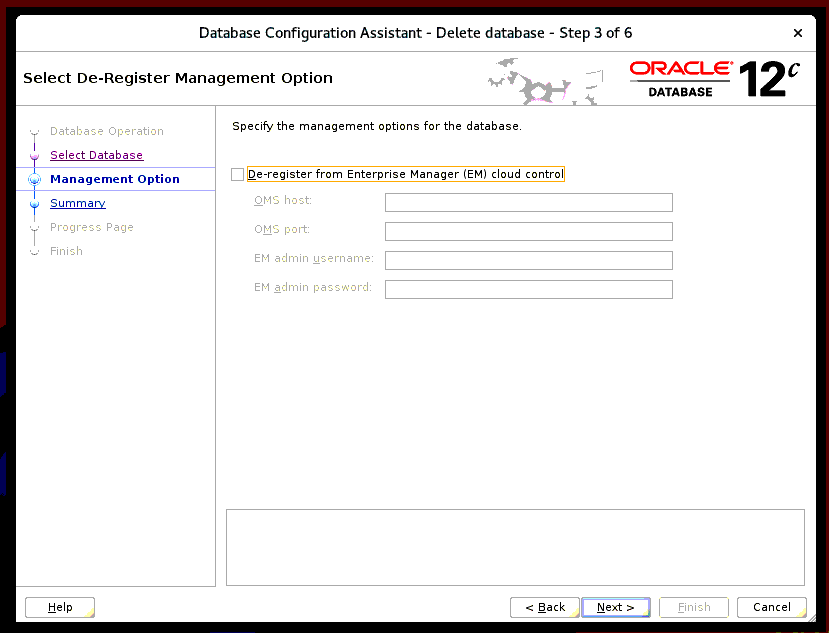 Database Configuration Assistant - Delete database - Step 3 of 6
Select De-Register Management Option
ORACLE
DATABASE
12c
Database Operation
Select Database
Management Option
Summary
Progress Page
Finish
Specify the management options for the database.
De-register from Enterprise Manager (EM) cloud control
OMS host:
OMS port:
EM admin username:
EM admin password:
Help
< Back
Next >
Finish
Cancel